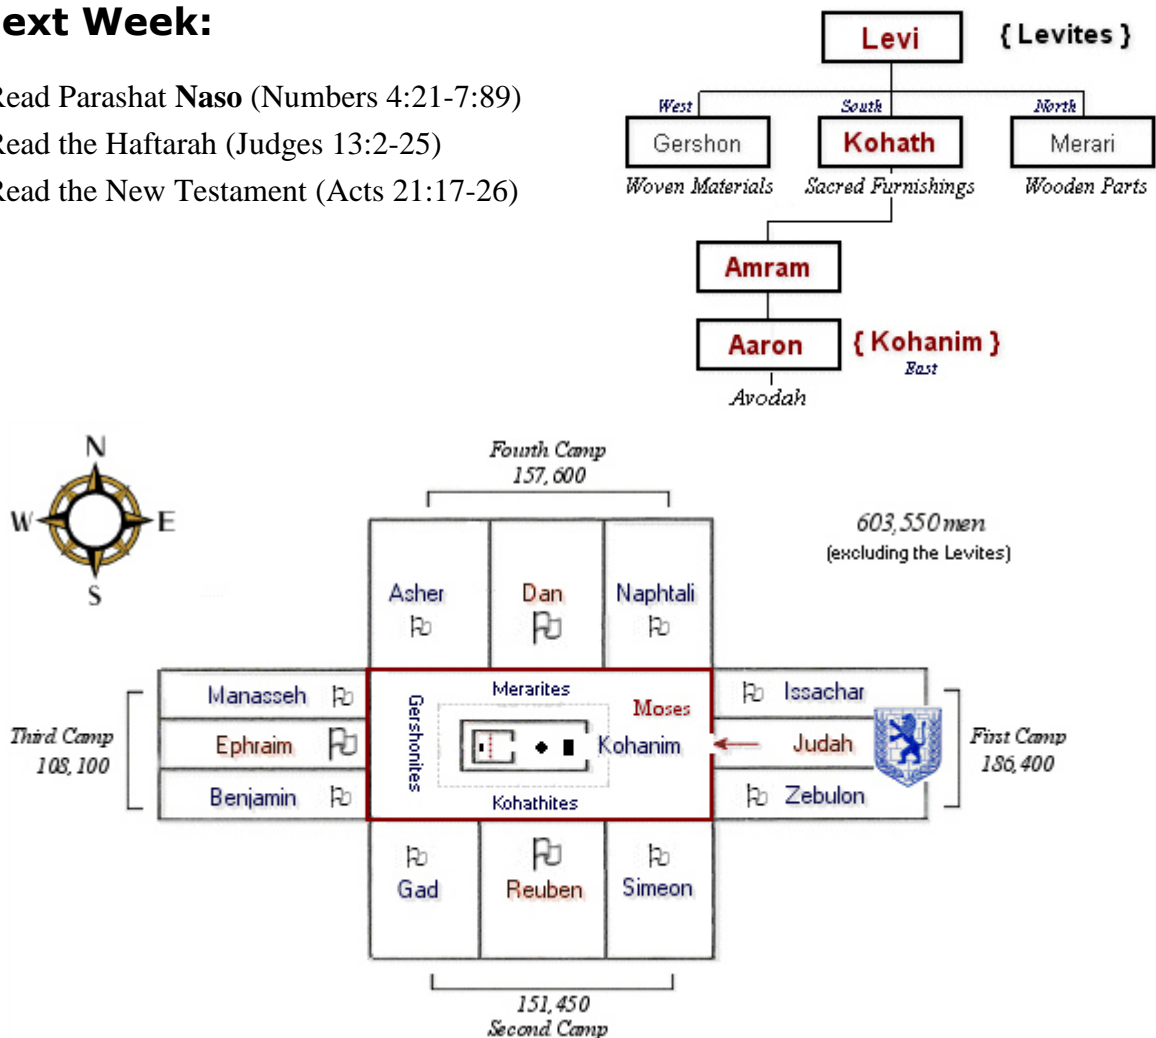 ext Week:
Read Parashat Naso (Numbers 4:21-7:89)
Read the Haftarah (Judges 13:2-25)
Read the New Testament (Acts 21:17-26)
Levi { Levites }
West South North
Gershon Kohath Merari
Woven Materials Sacred Furnishings Wooden Parts
Amram
Aaron { Kohanim }
East
Avodah
N
W E
S
Fourth Camp
157,600
603,550 men
(excluding the Levites)
Asher Dan Naphtali
Manasseh
Ephraim
Benjamin
Third Camp
108,100
Gershonites
Merarites
Moses
Kohanim
Kohathites
Issachar
Judah
Zebulon
First Camp
186,400
Gad Reuben Simeon
151,450
Second Camp